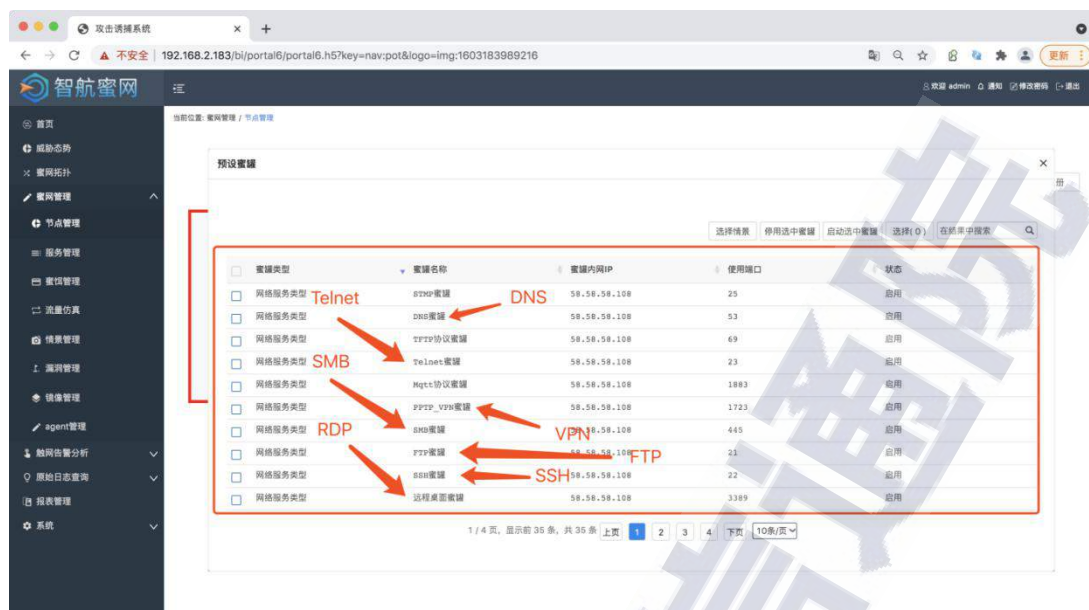 攻击诱捕系统
不安全 192.168.2.183/bi/portal6/portal6.h5?key=nav:pot&logo=img:1603183989216 更新
智航蜜网 欢迎 admin 通知 修改密码 退出
当前位置: 蜜网管理 / 节点管理
首页
威胁态势
蜜网拓扑
蜜网管理
节点管理
服务管理
蜜饵管理
流量仿真
情景管理
漏洞管理
镜像管理
agent管理
触网告警分析
原始日志查询
报表管理
系统
预设蜜罐
册
选择情景 停用选中蜜罐 启动选中蜜罐 选择( 0 ) 在结果中搜索
蜜罐类型 蜜罐名称 蜜罐内网IP 使用端口 状态
网络服务类型 STMP蜜罐 58.58.58.108 25 启用
Telnet DNS
网络服务类型 DNS蜜罐 58.58.58.108 53 启用
网络服务类型 TFTP协议蜜罐 58.58.58.108 69 启用
网络服务类型 Telnet蜜罐 58.58.58.108 23 启用
SMB
网络服务类型 Mqtt协议蜜罐 58.58.58.108 1883 启用
网络服务类型 PPTP_VPN蜜罐 58.58.58.108 1723 启用
网络服务类型 SMB蜜罐 58.58.58.108 445 启用
RDP VPN
网络服务类型 FTP蜜罐 58.58.58.108 21 启用
FTP
网络服务类型 SSH蜜罐 58.58.58.108 22 启用
SSH
网络服务类型 远程桌面蜜罐 58.58.58.108 3389 启用
1 / 4 页, 显示前 35 条, 共 35 条 上页 1 2 3 4 下页 10条/页